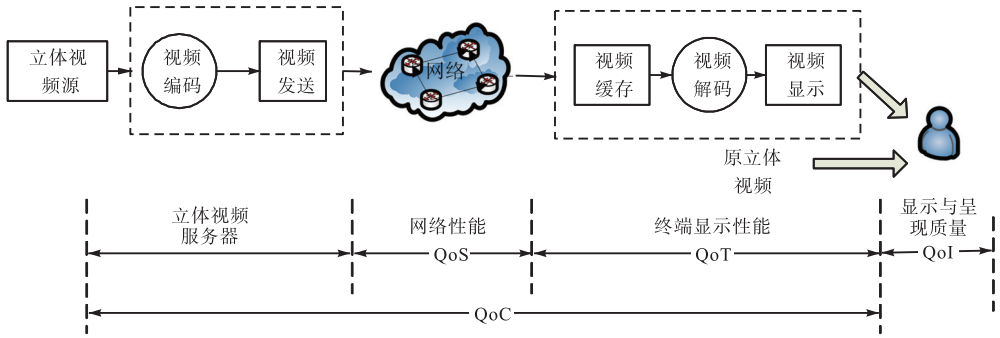 立体视
频源
视频
编码
视频
发送
网络
视频
缓存
视频
解码
视频
显示
原立体
视频
立体视频
服务器
网络性能
QoS
终端显示性能
QoT
显示与呈
现质量
QoI
QoC